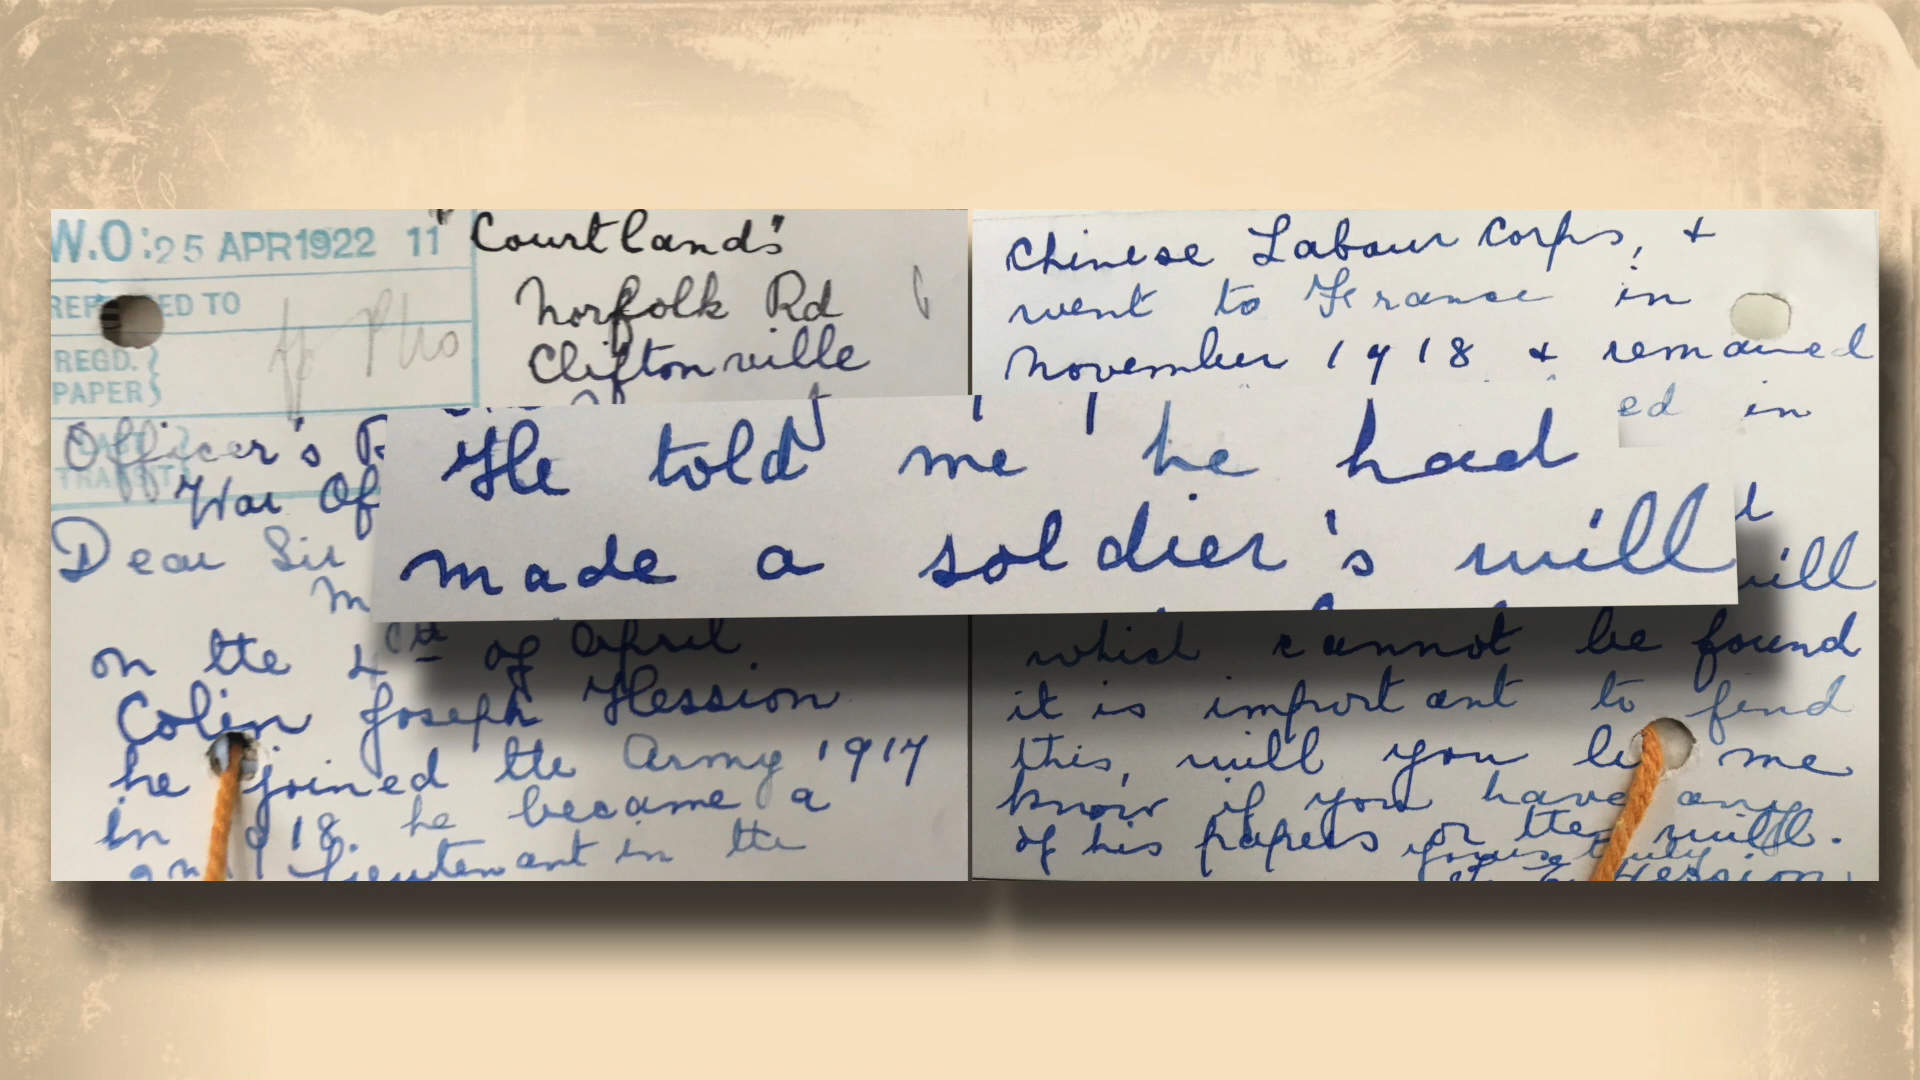 W.O: 25 APR 1922 11
REGD.
PAPER
"Courtlands"
Norfolk Rd
Cliftonville
Officer's
War Of
Dear Sir
on the 4th of April
Colin Joseph Hession
he joined the Army 1917
in 1918. he became a
Lieutenant in the
Chinese Labour Corps, +
went to France in
November 1918 + remained
ed in
He told me he had
made a soldier's will
which cannot be found
it is important to find
this, will you let me
know if you have any
of his papers or the will.
yours truly
Hession